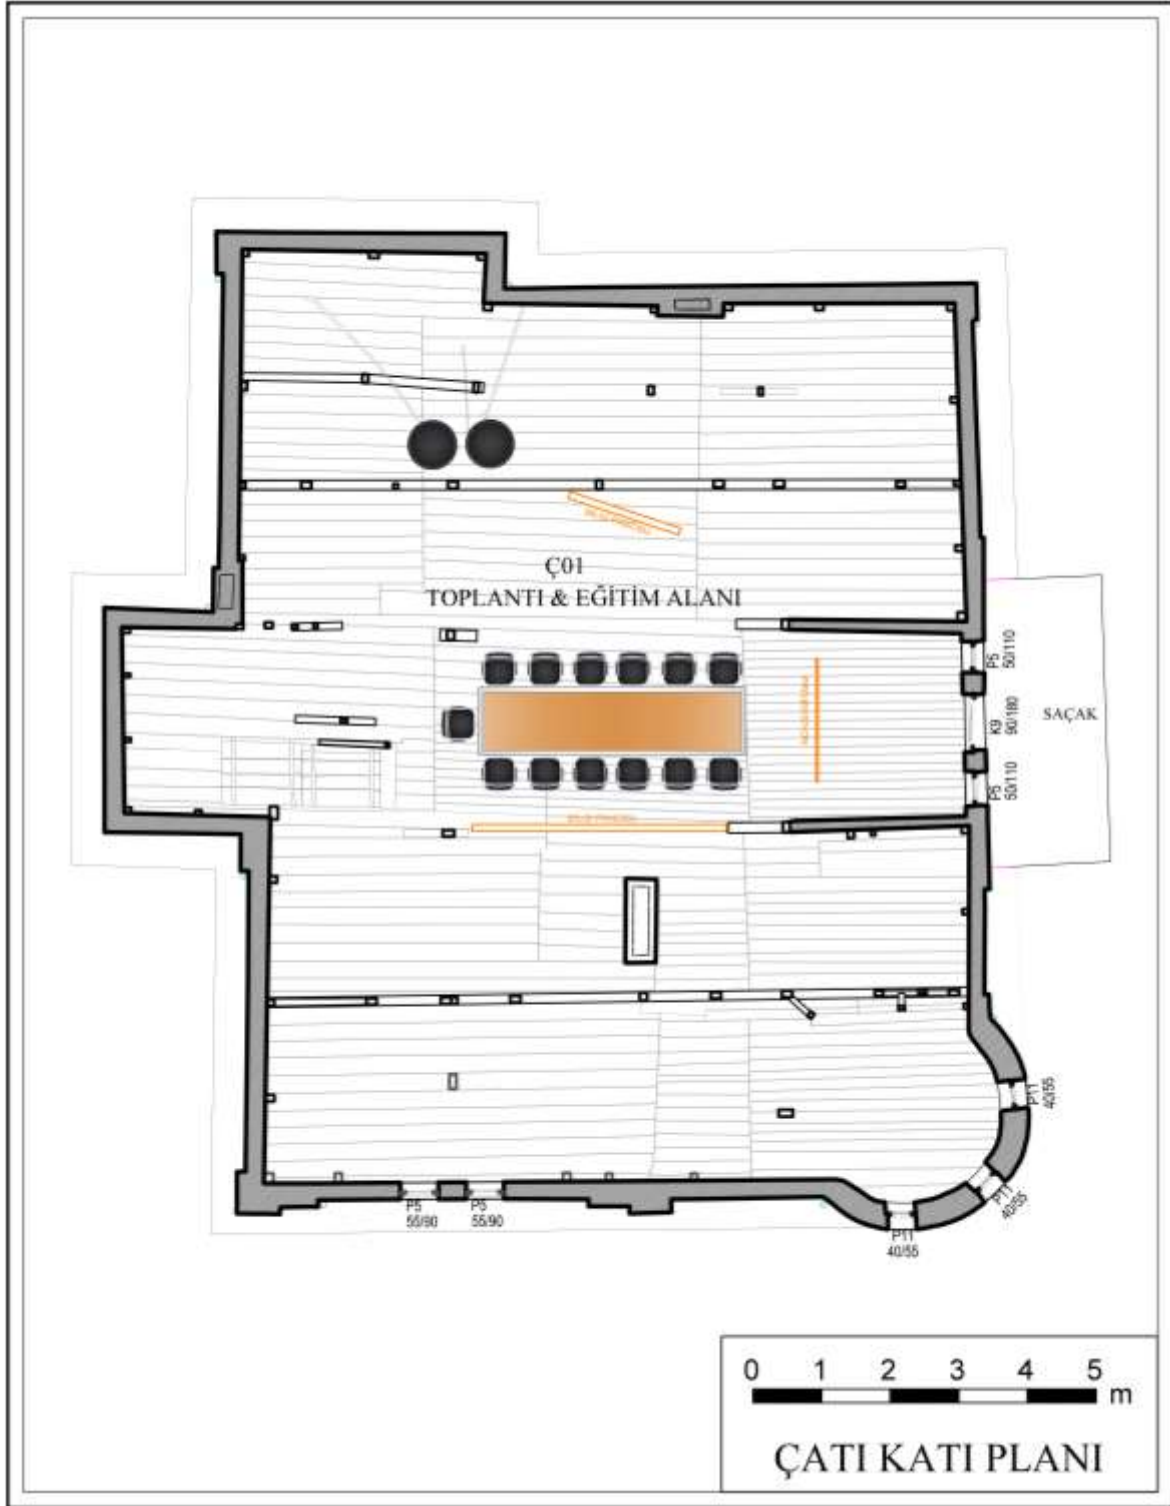 Ç01
TOPLANTI & EĞİTİM ALANI
P5
50/110
K9
90/180
P5
50/110
SAÇAK
P11
40/55
P11
40/55
P11
40/55
P5
55/90
P5
55/90
0 1 2 3 4 5
m
ÇATI KATI PLANI